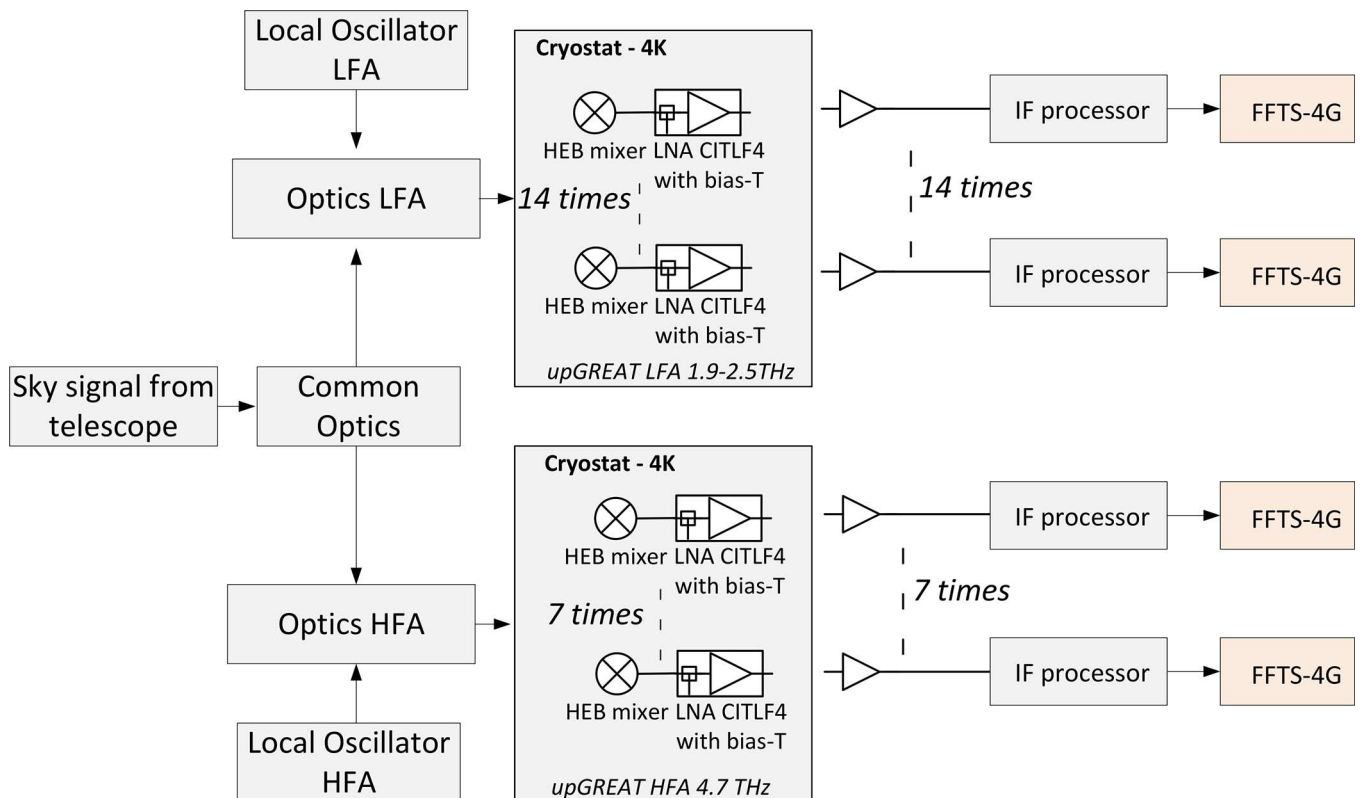 Local Oscillator
LFA
Optics LFA
Sky signal from
telescope
Common
Optics
Optics HFA
Local Oscillator
HFA
Cryostat - 4K
HEB mixer LNA CITLF4
with bias-T
14 times
HEB mixer LNA CITLF4
with bias-T
upGREAT LFA 1.9-2.5THz
IF processor
FFTS-4G
14 times
IF processor
FFTS-4G
Cryostat - 4K
HEB mixer LNA CITLF4
with bias-T
7 times
HEB mixer LNA CITLF4
with bias-T
upGREAT HFA 4.7 THz
IF processor
FFTS-4G
7 times
IF processor
FFTS-4G